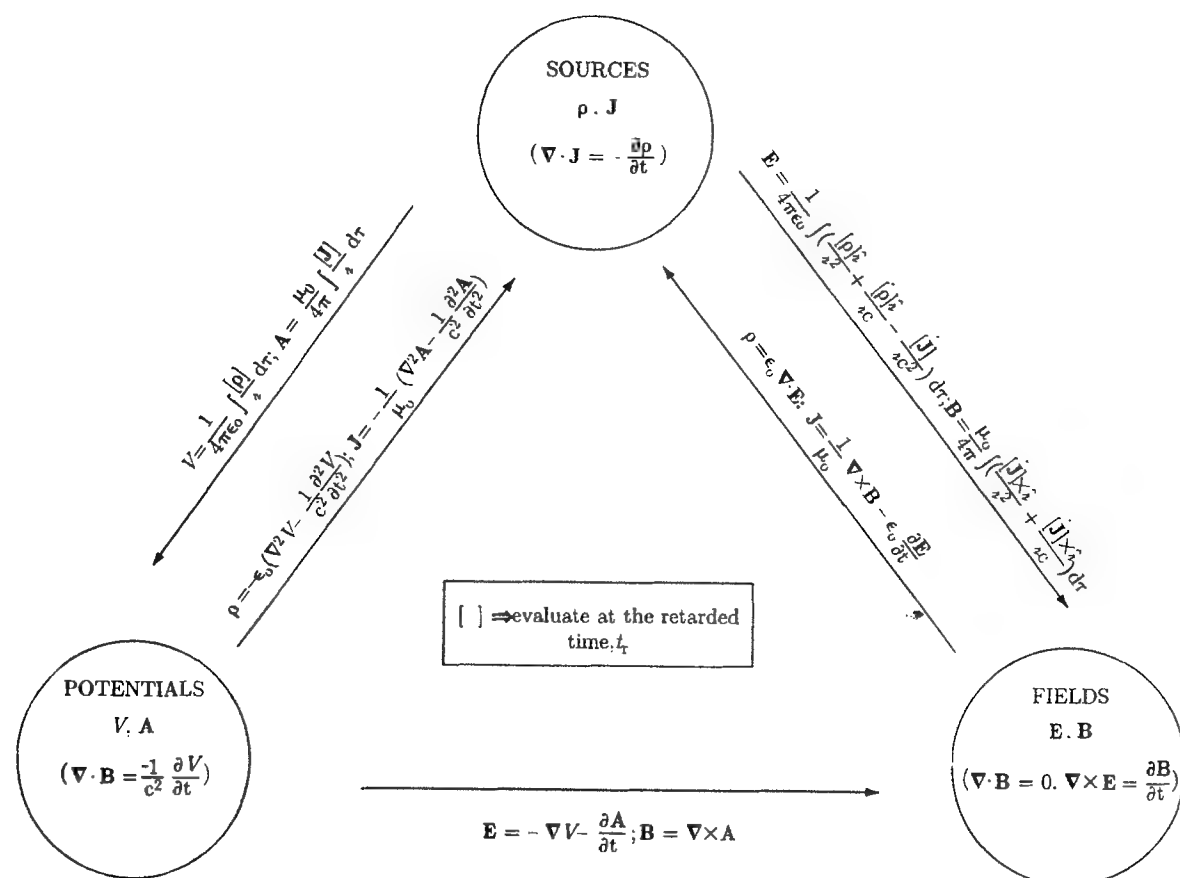 SOURCES
ρ . J
(∇·J = - ∂ρ/∂t)
V=1/4πϵ₀ ∫[ρ]/𝓇 dτ; A = μ₀/4π ∫[J]/𝓇 dτ
ρ=-ϵ₀(∇²V- 1/c² ∂²V/∂t²); J= - 1/μ₀ (∇²A- 1/c² ∂²A/∂t²)
E = 1/4πϵ₀ ∫([ρ]𝓇̂/𝓇² + [ρ̇]𝓇̂/𝓇c - [J̇]/𝓇c²) dτ; B= μ₀/4π ∫([J]×𝓇̂/𝓇² + [J̇]×𝓇̂/𝓇c) dτ
ρ=ϵ₀ ∇·E; J= 1/μ₀ ∇×B - ϵ₀ ∂E/∂t
[ ] ⇒evaluate at the retarded
time, tᵣ
POTENTIALS
V, A
(∇·B = -1/c² ∂V/∂t)
FIELDS
E . B
(∇·B = 0. ∇×E = ∂B/∂t)
E = - ∇V- ∂A/∂t ;B = ∇×A